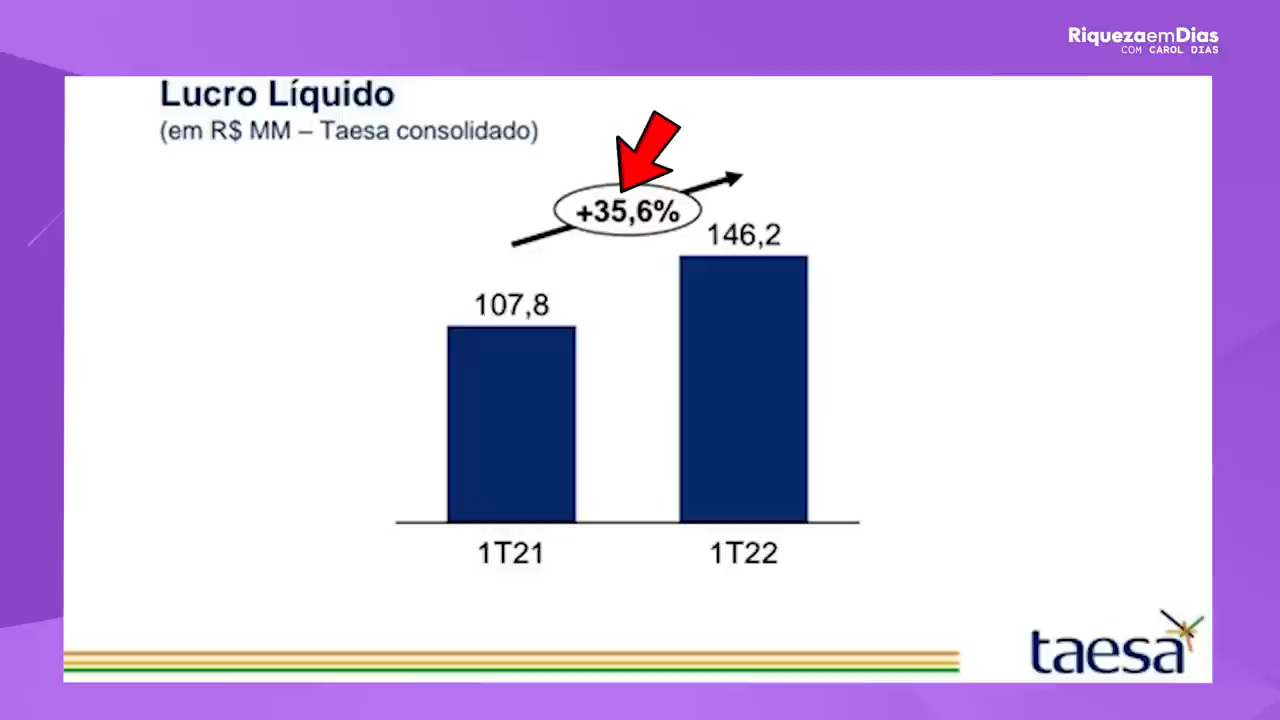 RiquezaemDias
COM CAROL DIAS
Lucro Líquido
(em R$ MM – Taesa consolidado)
+35,6%
146,2
107,8
1T21
1T22
taesa